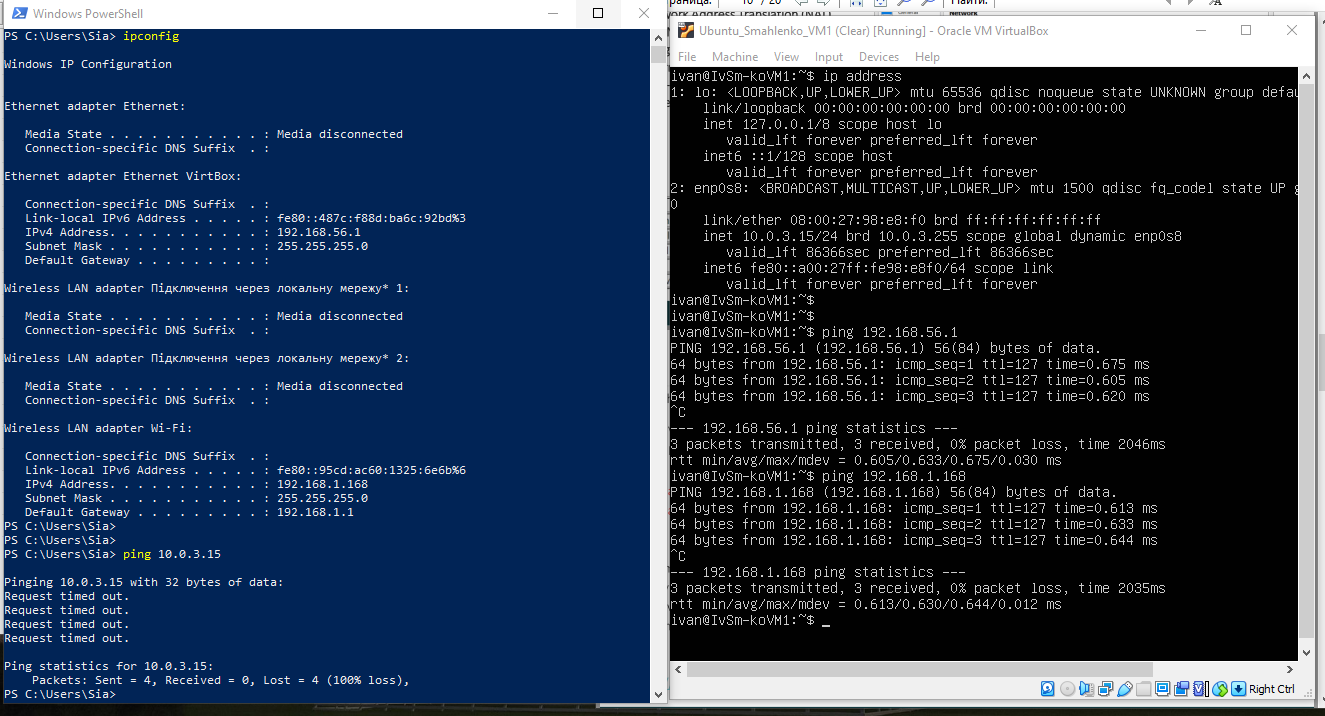 Windows PowerShell
PS C:\Users\Sia> ipconfig
Windows IP Configuration
Ethernet adapter Ethernet:
Media State . . . . . . . . . . . : Media disconnected
Connection-specific DNS Suffix  . :
Ethernet adapter Ethernet VirtBox:
Connection-specific DNS Suffix  . :
Link-local IPv6 Address . . . . . : fe80::487c:f88d:ba6c:92bd%3
IPv4 Address. . . . . . . . . . . : 192.168.56.1
Subnet Mask . . . . . . . . . . . : 255.255.255.0
Default Gateway . . . . . . . . . :
Wireless LAN adapter Підключення через локальну мережу* 1:
Media State . . . . . . . . . . . : Media disconnected
Connection-specific DNS Suffix  . :
Wireless LAN adapter Підключення через локальну мережу* 2:
Media State . . . . . . . . . . . : Media disconnected
Connection-specific DNS Suffix  . :
Wireless LAN adapter Wi-Fi:
Connection-specific DNS Suffix  . :
Link-local IPv6 Address . . . . . : fe80::95cd:ac60:1325:6e6b%6
IPv4 Address. . . . . . . . . . . : 192.168.1.168
Subnet Mask . . . . . . . . . . . : 255.255.255.0
Default Gateway . . . . . . . . . : 192.168.1.1
PS C:\Users\Sia>
PS C:\Users\Sia>
PS C:\Users\Sia> ping 10.0.3.15
Pinging 10.0.3.15 with 32 bytes of data:
Request timed out.
Request timed out.
Request timed out.
Request timed out.
Ping statistics for 10.0.3.15:
Packets: Sent = 4, Received = 0, Lost = 4 (100% loss),
PS C:\Users\Sia>
Ubuntu_Smahlenko_VM1 (Clear) [Running] - Oracle VM VirtualBox
File Machine View Input Devices Help
ivan@IvSm-koVM1:~$ ip address
1: lo: <LOOPBACK,UP,LOWER_UP> mtu 65536 qdisc noqueue state UNKNOWN group defau
link/loopback 00:00:00:00:00:00 brd 00:00:00:00:00:00
inet 127.0.0.1/8 scope host lo
valid_lft forever preferred_lft forever
inet6 ::1/128 scope host
valid_lft forever preferred_lft forever
2: enp0s8: <BROADCAST,MULTICAST,UP,LOWER_UP> mtu 1500 qdisc fq_codel state UP g
0
link/ether 08:00:27:98:e8:f0 brd ff:ff:ff:ff:ff:ff
inet 10.0.3.15/24 brd 10.0.3.255 scope global dynamic enp0s8
valid_lft 86366sec preferred_lft 86366sec
inet6 fe80::a00:27ff:fe98:e8f0/64 scope link
valid_lft forever preferred_lft forever
ivan@IvSm-koVM1:~$
ivan@IvSm-koVM1:~$
ivan@IvSm-koVM1:~$ ping 192.168.56.1
PING 192.168.56.1 (192.168.56.1) 56(84) bytes of data.
64 bytes from 192.168.56.1: icmp_seq=1 ttl=127 time=0.675 ms
64 bytes from 192.168.56.1: icmp_seq=2 ttl=127 time=0.605 ms
64 bytes from 192.168.56.1: icmp_seq=3 ttl=127 time=0.620 ms
^C
--- 192.168.56.1 ping statistics ---
3 packets transmitted, 3 received, 0% packet loss, time 2046ms
rtt min/avg/max/mdev = 0.605/0.633/0.675/0.030 ms
ivan@IvSm-koVM1:~$ ping 192.168.1.168
PING 192.168.1.168 (192.168.1.168) 56(84) bytes of data.
64 bytes from 192.168.1.168: icmp_seq=1 ttl=127 time=0.613 ms
64 bytes from 192.168.1.168: icmp_seq=2 ttl=127 time=0.633 ms
64 bytes from 192.168.1.168: icmp_seq=3 ttl=127 time=0.644 ms
^C
--- 192.168.1.168 ping statistics ---
3 packets transmitted, 3 received, 0% packet loss, time 2035ms
rtt min/avg/max/mdev = 0.613/0.630/0.644/0.012 ms
ivan@IvSm-koVM1:~$ _
Right Ctrl